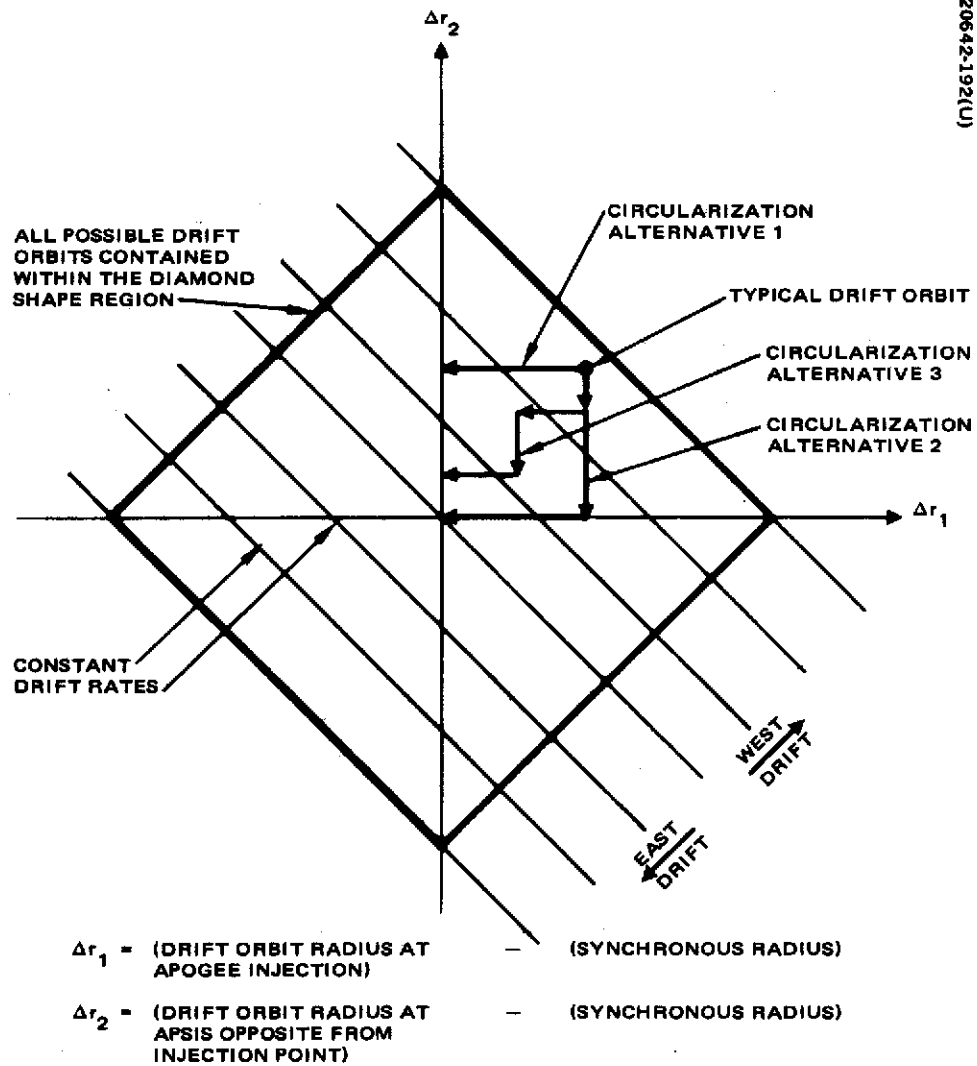 20642-192(U)
Δr2
CIRCULARIZATION
ALTERNATIVE 1
ALL POSSIBLE DRIFT
ORBITS CONTAINED
WITHIN THE DIAMOND
SHAPE REGION
TYPICAL DRIFT ORBIT
CIRCULARIZATION
ALTERNATIVE 3
CIRCULARIZATION
ALTERNATIVE 2
Δr1
CONSTANT
DRIFT RATES
WEST
DRIFT
EAST
DRIFT
Δr1 = (DRIFT ORBIT RADIUS AT — (SYNCHRONOUS RADIUS)
APOGEE INJECTION)
Δr2 = (DRIFT ORBIT RADIUS AT — (SYNCHRONOUS RADIUS)
APSIS OPPOSITE FROM
INJECTION POINT)